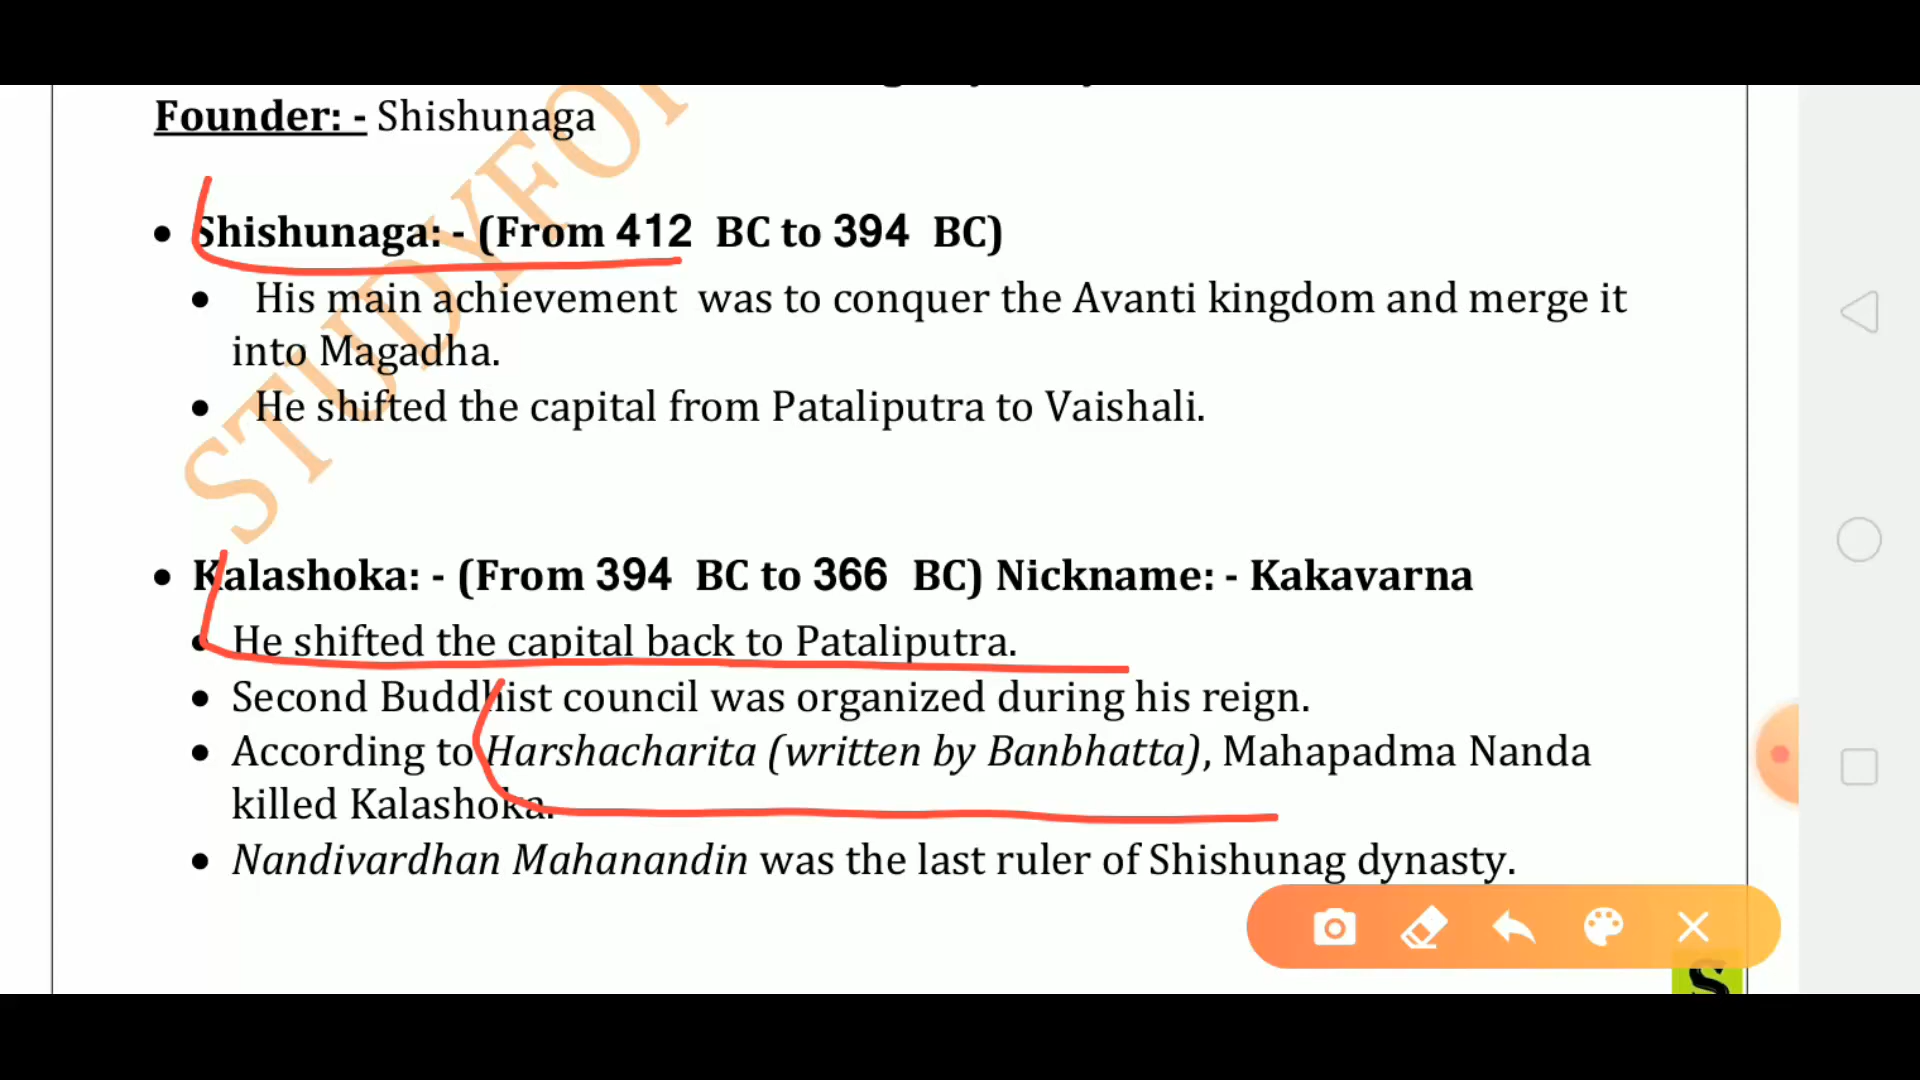 Founder: - Shishunaga
• Shishunaga: - (From 412 BC to 394 BC)
• His main achievement was to conquer the Avanti kingdom and merge it
into Magadha.
• He shifted the capital from Pataliputra to Vaishali.
• Kalashoka: - (From 394 BC to 366 BC) Nickname: - Kakavarna
• He shifted the capital back to Pataliputra.
• Second Buddhist council was organized during his reign.
• According to Harshacharita (written by Banbhatta), Mahapadma Nanda
killed Kalashoka.
• Nandivardhan Mahanandin was the last ruler of Shishunag dynasty.
STUDYFOR
S